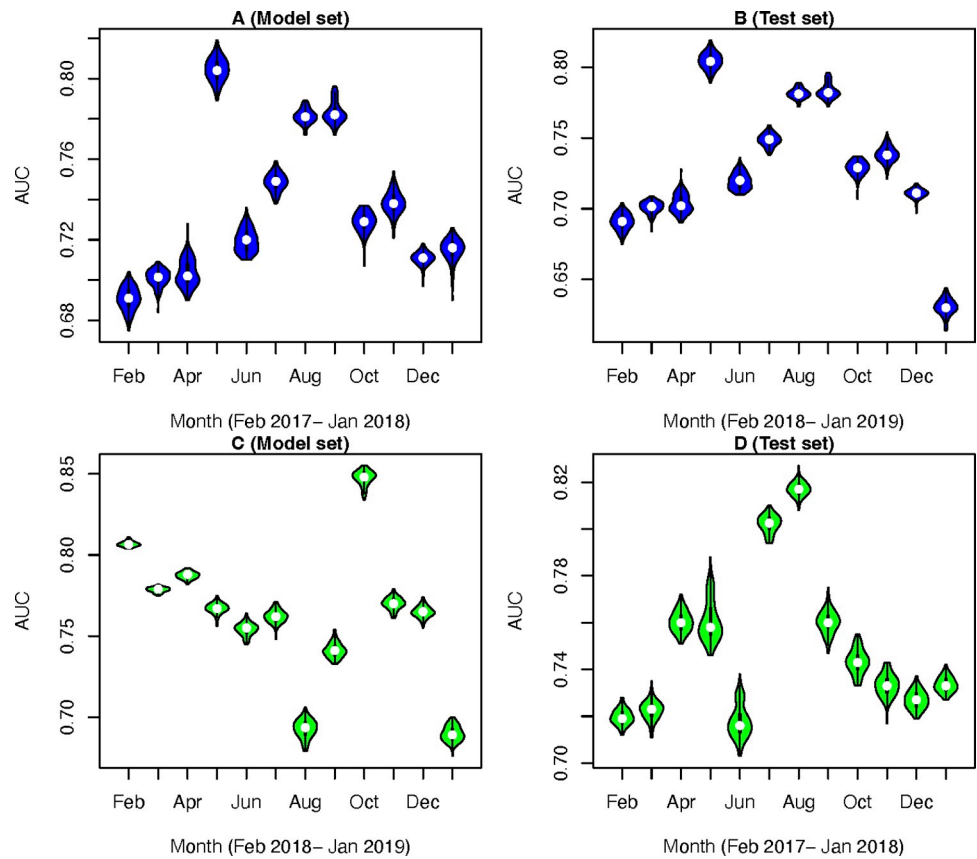 A (Model set)
AUC
0.80
0.76
0.72
0.68
Feb Apr Jun Aug Oct Dec
Month (Feb 2017– Jan 2018)
B (Test set)
AUC
0.80
0.75
0.70
0.65
Feb Apr Jun Aug Oct Dec
Month (Feb 2018– Jan 2019)
C (Model set)
AUC
0.85
0.80
0.75
0.70
Feb Apr Jun Aug Oct Dec
Month (Feb 2018– Jan 2019)
D (Test set)
AUC
0.82
0.78
0.74
0.70
Feb Apr Jun Aug Oct Dec
Month (Feb 2017– Jan 2018)